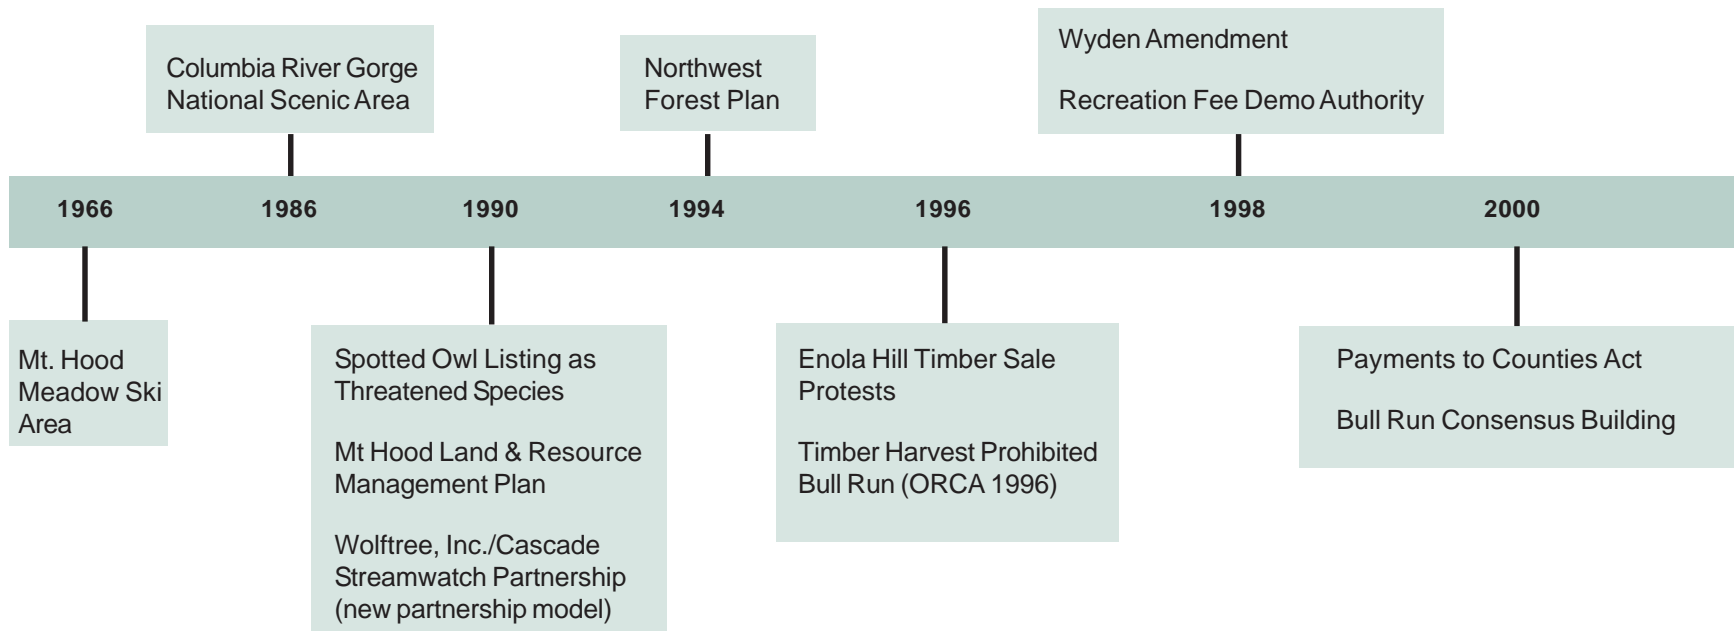 Columbia River Gorge
National Scenic Area
Northwest
Forest Plan
Wyden Amendment
Recreation Fee Demo Authority
1966
1986
1990
1994
1996
1998
2000
Mt. Hood
Meadow Ski
Area
Spotted Owl Listing as
Threatened Species
Mt Hood Land & Resource
Management Plan
Wolftree, Inc./Cascade
Streamwatch Partnership
(new partnership model)
Enola Hill Timber Sale
Protests
Timber Harvest Prohibited
Bull Run (ORCA 1996)
Payments to Counties Act
Bull Run Consensus Building